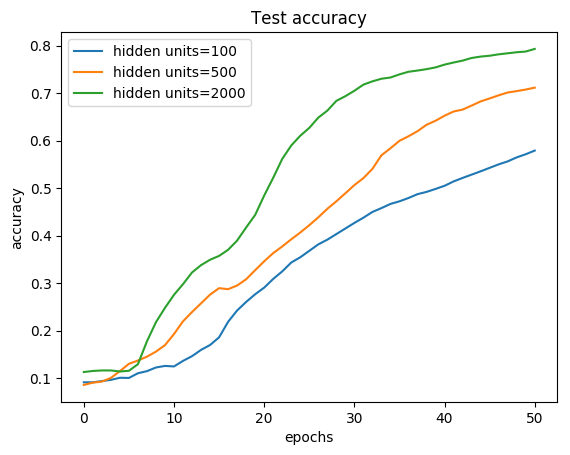 Test accuracy
hidden units=100
hidden units=500
hidden units=2000
accuracy
0.8
0.7
0.6
0.5
0.4
0.3
0.2
0.1
0
10
20
30
40
50
epochs